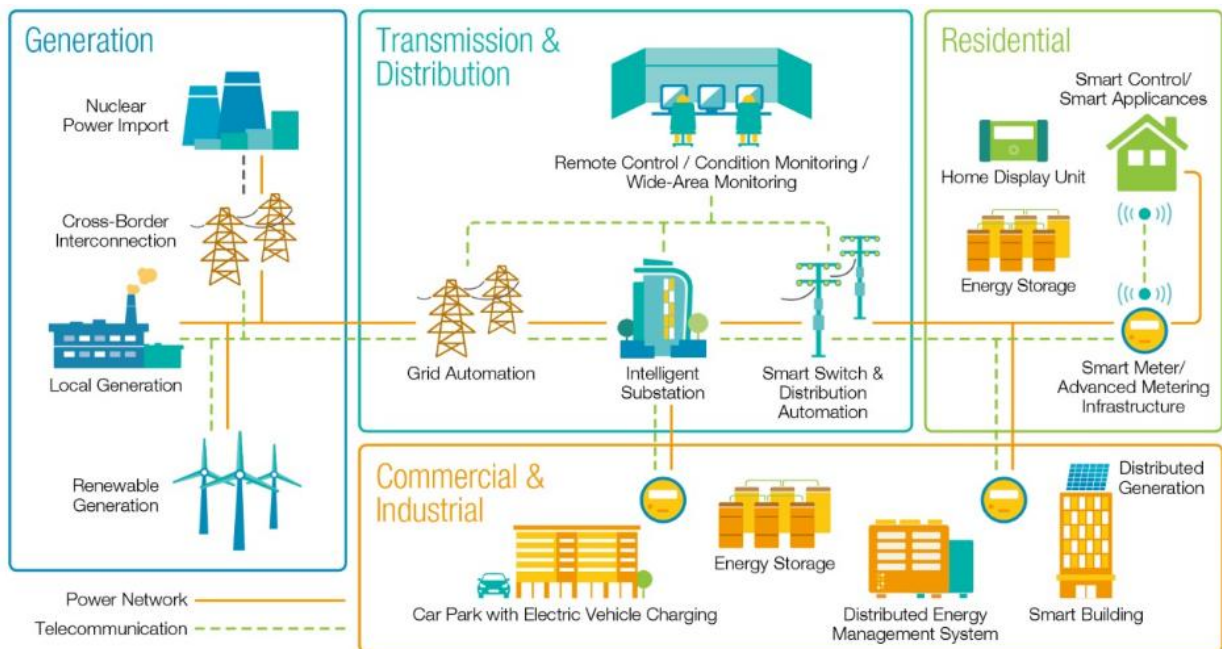 Generation
Nuclear
Power Import
Cross-Border
Interconnection
Local Generation
Renewable
Generation
Power Network
Telecommunication
Transmission &
Distribution
Remote Control / Condition Monitoring /
Wide-Area Monitoring
Grid Automation
Intelligent
Substation
Smart Switch &
Distribution
Automation
Residential
Smart Control/
Smart Applicances
Home Display Unit
Energy Storage
Smart Meter/
Advanced Metering
Infrastructure
Commercial &
Industrial
Car Park with Electric Vehicle Charging
Energy Storage
Distributed Energy
Management System
Distributed
Generation
Smart Building